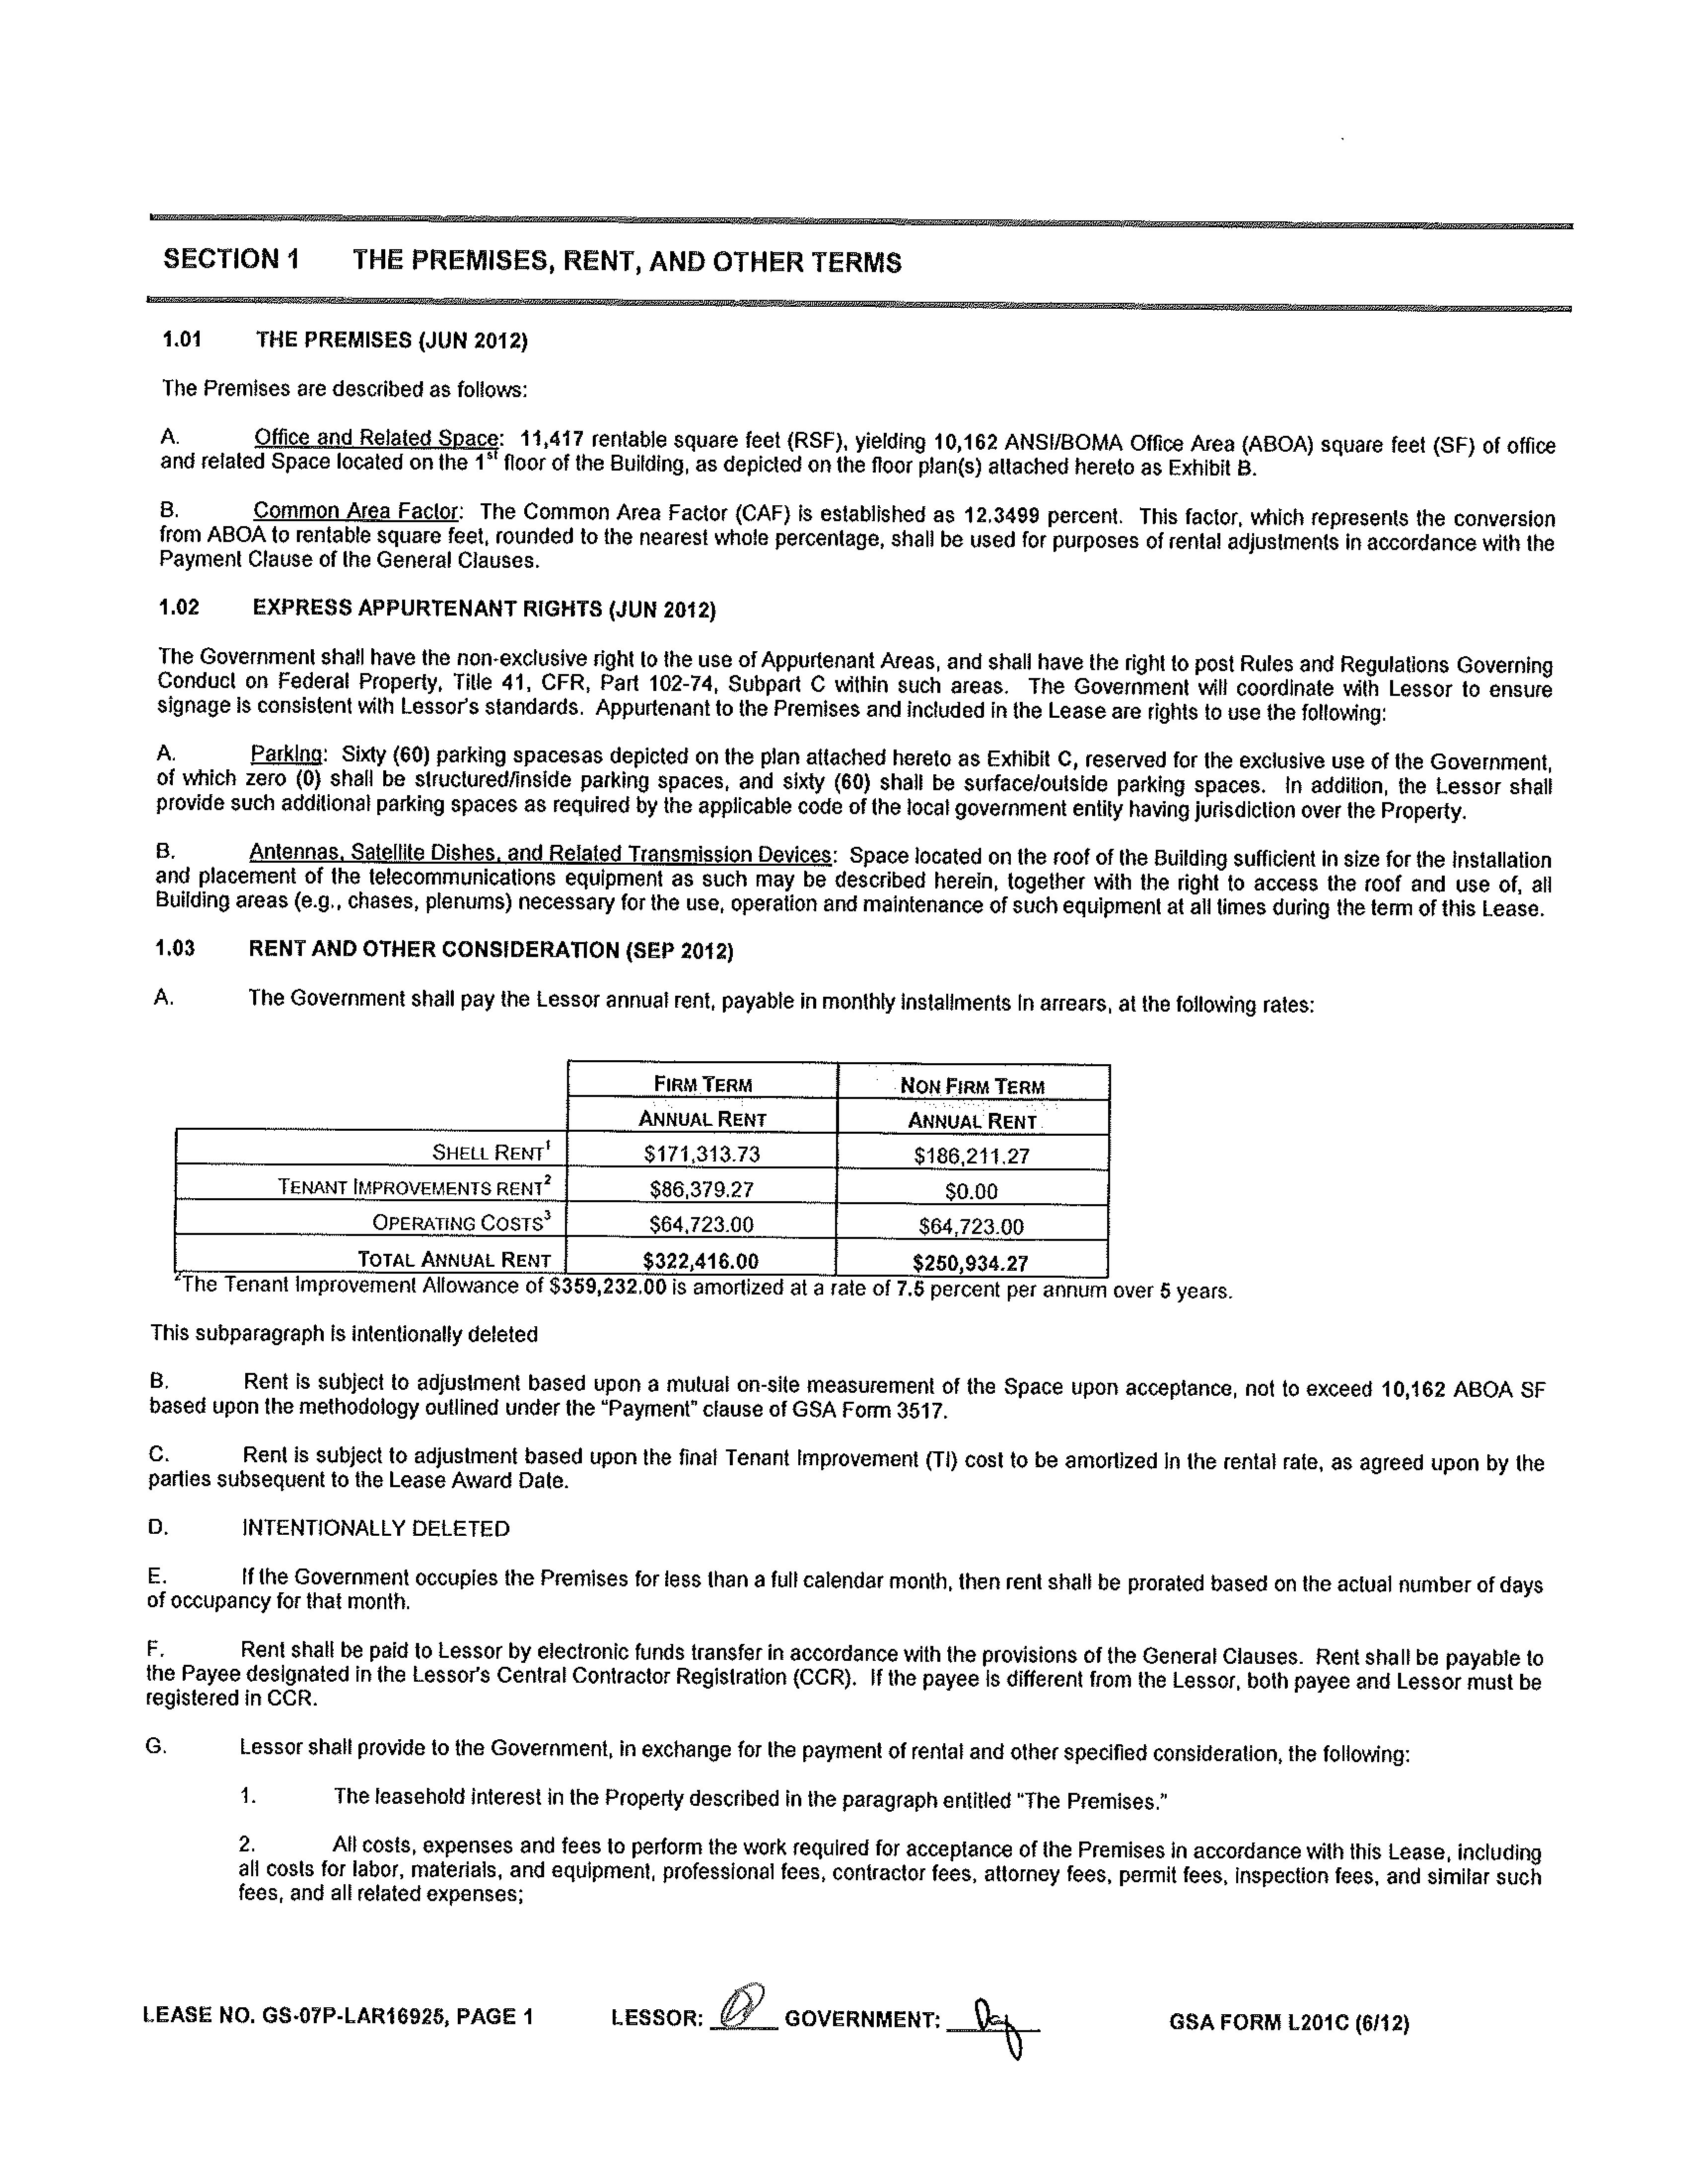 SECTION 1 THE PREMISES, RENT, AND OTHER TERMS
1.01 THE PREMISES (JUN 2012)
The Premises are described as follows:
A. Office and Related Space: 11,417 rentable square feet (RSF), yielding 10,162 ANSI/BOMA Office Area (ABOA) square feet (SF) of office
and related Space located on the 1st floor of the Building, as depicted on the floor plan(s) attached hereto as Exhibit B.
B. Common Area Factor: The Common Area Factor (CAF) is established as 12.3499 percent. This factor, which represents the conversion
from ABOA to rentable square feet, rounded to the nearest whole percentage, shall be used for purposes of rental adjustments in accordance with the
Payment Clause of the General Clauses.
1.02 EXPRESS APPURTENANT RIGHTS (JUN 2012)
The Government shall have the non-exclusive right to the use of Appurtenant Areas, and shall have the right to post Rules and Regulations Governing
Conduct on Federal Property, Title 41, CFR, Part 102-74, Subpart C within such areas. The Government will coordinate with Lessor to ensure
signage is consistent with Lessor's standards. Appurtenant to the Premises and included in the Lease are rights to use the following:
A. Parking: Sixty (60) parking spacesas depicted on the plan attached hereto as Exhibit C, reserved for the exclusive use of the Government,
of which zero (0) shall be structured/inside parking spaces, and sixty (60) shall be surface/outside parking spaces. In addition, the Lessor shall
provide such additional parking spaces as required by the applicable code of the local government entity having jurisdiction over the Property.
B. Antennas, Satellite Dishes, and Related Transmission Devices: Space located on the roof of the Building sufficient in size for the installation
and placement of the telecommunications equipment as such may be described herein, together with the right to access the roof and use of, all
Building areas (e.g., chases, plenums) necessary for the use, operation and maintenance of such equipment at all times during the term of this Lease.
1.03 RENT AND OTHER CONSIDERATION (SEP 2012)
A. The Government shall pay the Lessor annual rent, payable in monthly installments in arrears, at the following rates:
FIRM TERM NON FIRM TERM
ANNUAL RENT ANNUAL RENT
SHELL RENT1 $171,313.73 $186,211.27
TENANT IMPROVEMENTS RENT2 $86,379.27 $0.00
OPERATING COSTS3 $64,723.00 $64,723.00
TOTAL ANNUAL RENT $322,416.00 $250,934.27
2The Tenant Improvement Allowance of $359,232.00 is amortized at a rate of 7.5 percent per annum over 5 years.
This subparagraph is intentionally deleted
B. Rent is subject to adjustment based upon a mutual on-site measurement of the Space upon acceptance, not to exceed 10,162 ABOA SF
based upon the methodology outlined under the "Payment" clause of GSA Form 3517.
C. Rent is subject to adjustment based upon the final Tenant Improvement (TI) cost to be amortized in the rental rate, as agreed upon by the
parties subsequent to the Lease Award Date.
D. INTENTIONALLY DELETED
E. If the Government occupies the Premises for less than a full calendar month, then rent shall be prorated based on the actual number of days
of occupancy for that month.
F. Rent shall be paid to Lessor by electronic funds transfer in accordance with the provisions of the General Clauses. Rent shall be payable to
the Payee designated in the Lessor's Central Contractor Registration (CCR). If the payee is different from the Lessor, both payee and Lessor must be
registered in CCR.
G. Lessor shall provide to the Government, in exchange for the payment of rental and other specified consideration, the following:
1. The leasehold interest in the Property described in the paragraph entitled "The Premises."
2. All costs, expenses and fees to perform the work required for acceptance of the Premises in accordance with this Lease, including
all costs for labor, materials, and equipment, professional fees, contractor fees, attorney fees, permit fees, inspection fees, and similar such
fees, and all related expenses;
LEASE NO. GS-07P-LAR16925, PAGE 1 LESSOR: GOVERNMENT: GSA FORM L201C (6/12)